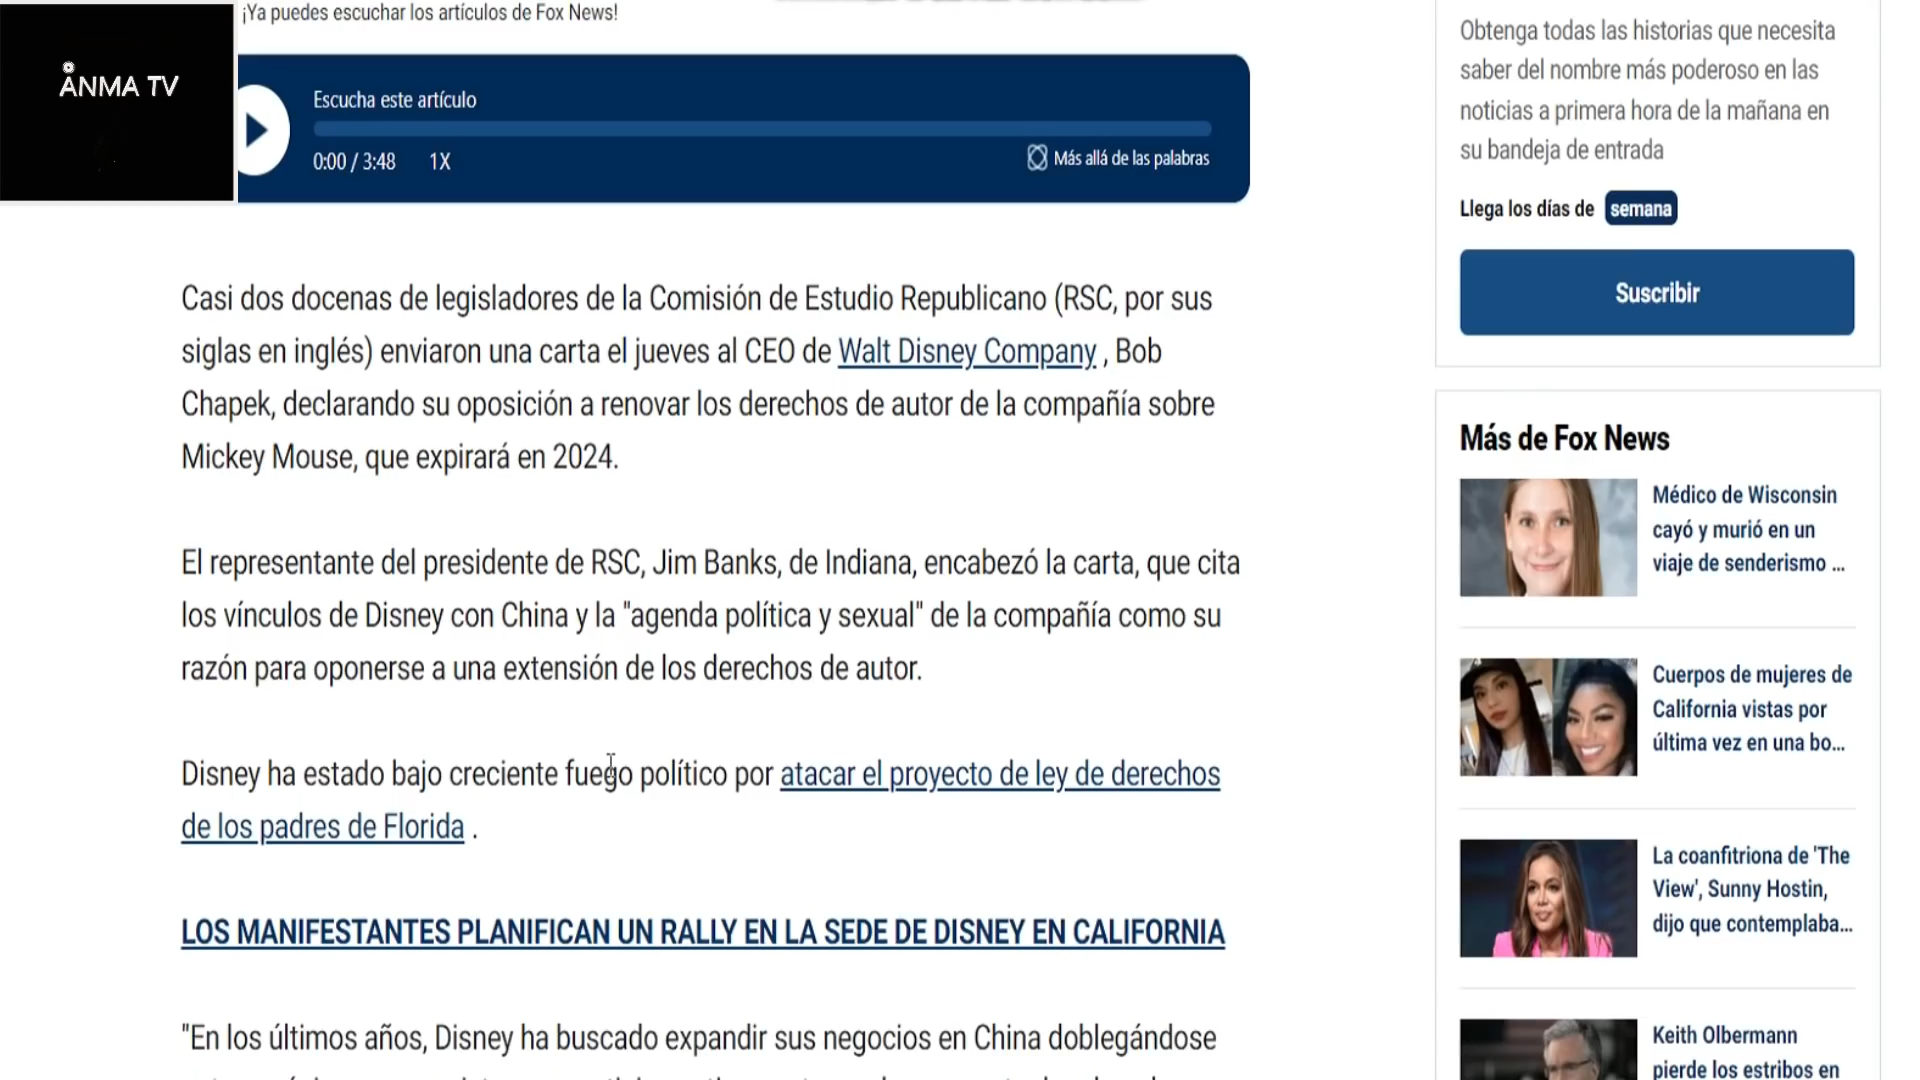 ¡Ya puedes escuchar los artículos de Fox News!
ÅNMA TV
Escucha este artículo
0:00 / 3:48 1X
Más allá de las palabras
Casi dos docenas de legisladores de la Comisión de Estudio Republicano (RSC, por sus
siglas en inglés) enviaron una carta el jueves al CEO de Walt Disney Company , Bob
Chapek, declarando su oposición a renovar los derechos de autor de la compañía sobre
Mickey Mouse, que expirará en 2024.
El representante del presidente de RSC, Jim Banks, de Indiana, encabezó la carta, que cita
los vínculos de Disney con China y la "agenda política y sexual" de la compañía como su
razón para oponerse a una extensión de los derechos de autor.
Disney ha estado bajo creciente fuego político por atacar el proyecto de ley de derechos
de los padres de Florida .
LOS MANIFESTANTES PLANIFICAN UN RALLY EN LA SEDE DE DISNEY EN CALIFORNIA
"En los últimos años, Disney ha buscado expandir sus negocios en China doblegándose
Obtenga todas las historias que necesita
saber del nombre más poderoso en las
noticias a primera hora de la mañana en
su bandeja de entrada
Llega los días de semana
Suscribir
Más de Fox News
Médico de Wisconsin
cayó y murió en un
viaje de senderismo ...
Cuerpos de mujeres de
California vistas por
última vez en una bo...
La coanfitriona de 'The
View', Sunny Hostin,
dijo que contemplaba...
Keith Olbermann
pierde los estribos en